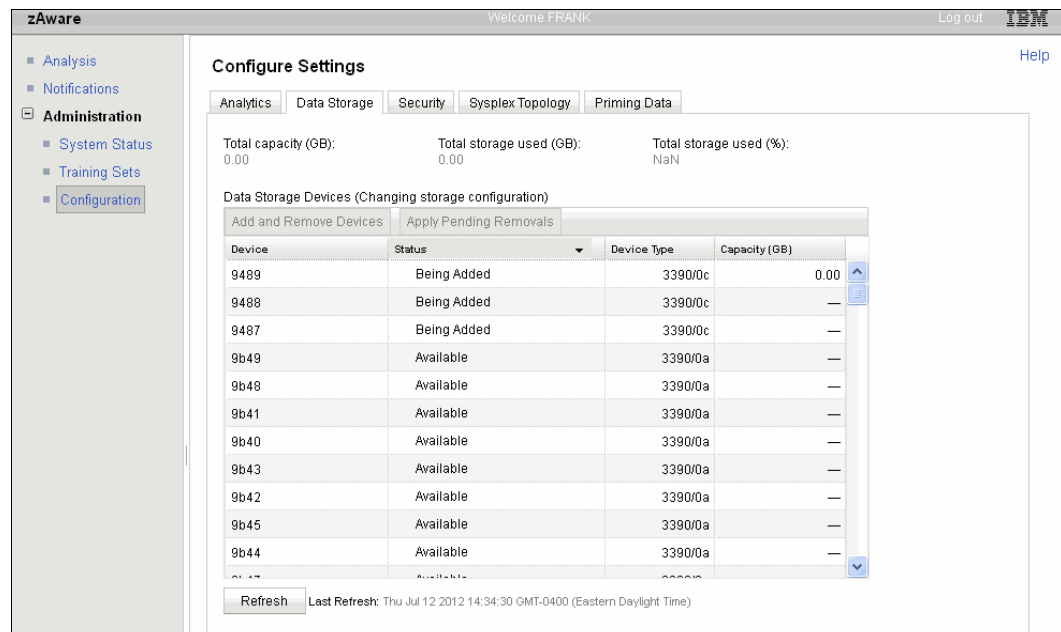 zAware Welcome FRANK Log out IBM
Help
Analysis
Notifications
Administration
System Status
Training Sets
Configuration
Configure Settings
Analytics Data Storage Security Sysplex Topology Priming Data
Total capacity (GB): Total storage used (GB): Total storage used (%):
0.00 0.00 NaN
Data Storage Devices (Changing storage configuration)
Add and Remove Devices Apply Pending Removals
Device Status Device Type Capacity (GB)
9489 Being Added 3390/0c 0.00
9488 Being Added 3390/0c —
9487 Being Added 3390/0c —
9b49 Available 3390/0a —
9b48 Available 3390/0a —
9b41 Available 3390/0a —
9b40 Available 3390/0a —
9b43 Available 3390/0a —
9b42 Available 3390/0a —
9b45 Available 3390/0a —
9b44 Available 3390/0a —
Refresh Last Refresh: Thu Jul 12 2012 14:34:30 GMT-0400 (Eastern Daylight Time)